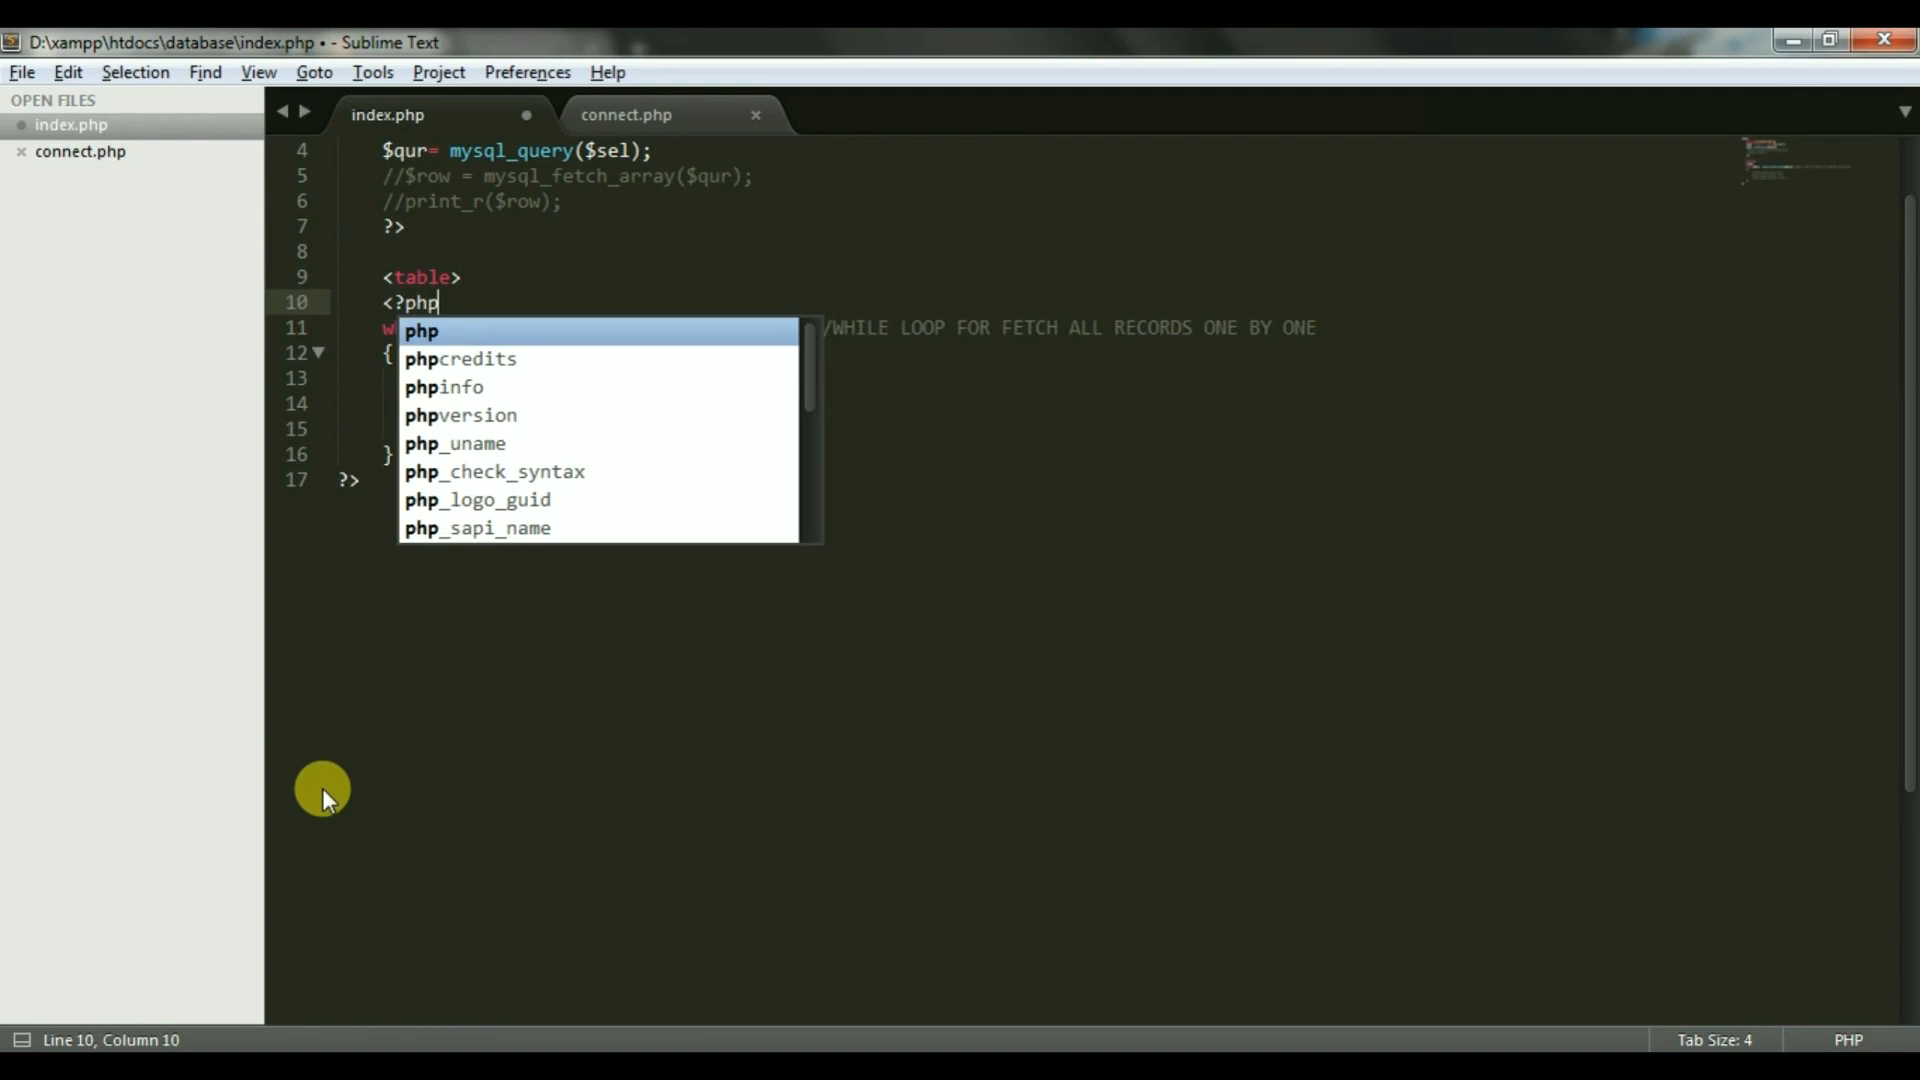 D:\xampp\htdocs\database\index.php • - Sublime Text
File Edit Selection Find View Goto Tools Project Preferences Help
OPEN FILES
index.php
connect.php
index.php connect.php
4 $qur= mysql_query($sel);
5 //$row = mysql_fetch_array($qur);
6 //print_r($row);
7 ?>
8
9 <table>
10 <?php
11 w /WHILE LOOP FOR FETCH ALL RECORDS ONE BY ONE
12 {
13
14
15
16 }
17 ?>
php
phpcredits
phpinfo
phpversion
php_uname
php_check_syntax
php_logo_guid
php_sapi_name
Line 10, Column 10 Tab Size: 4 PHP